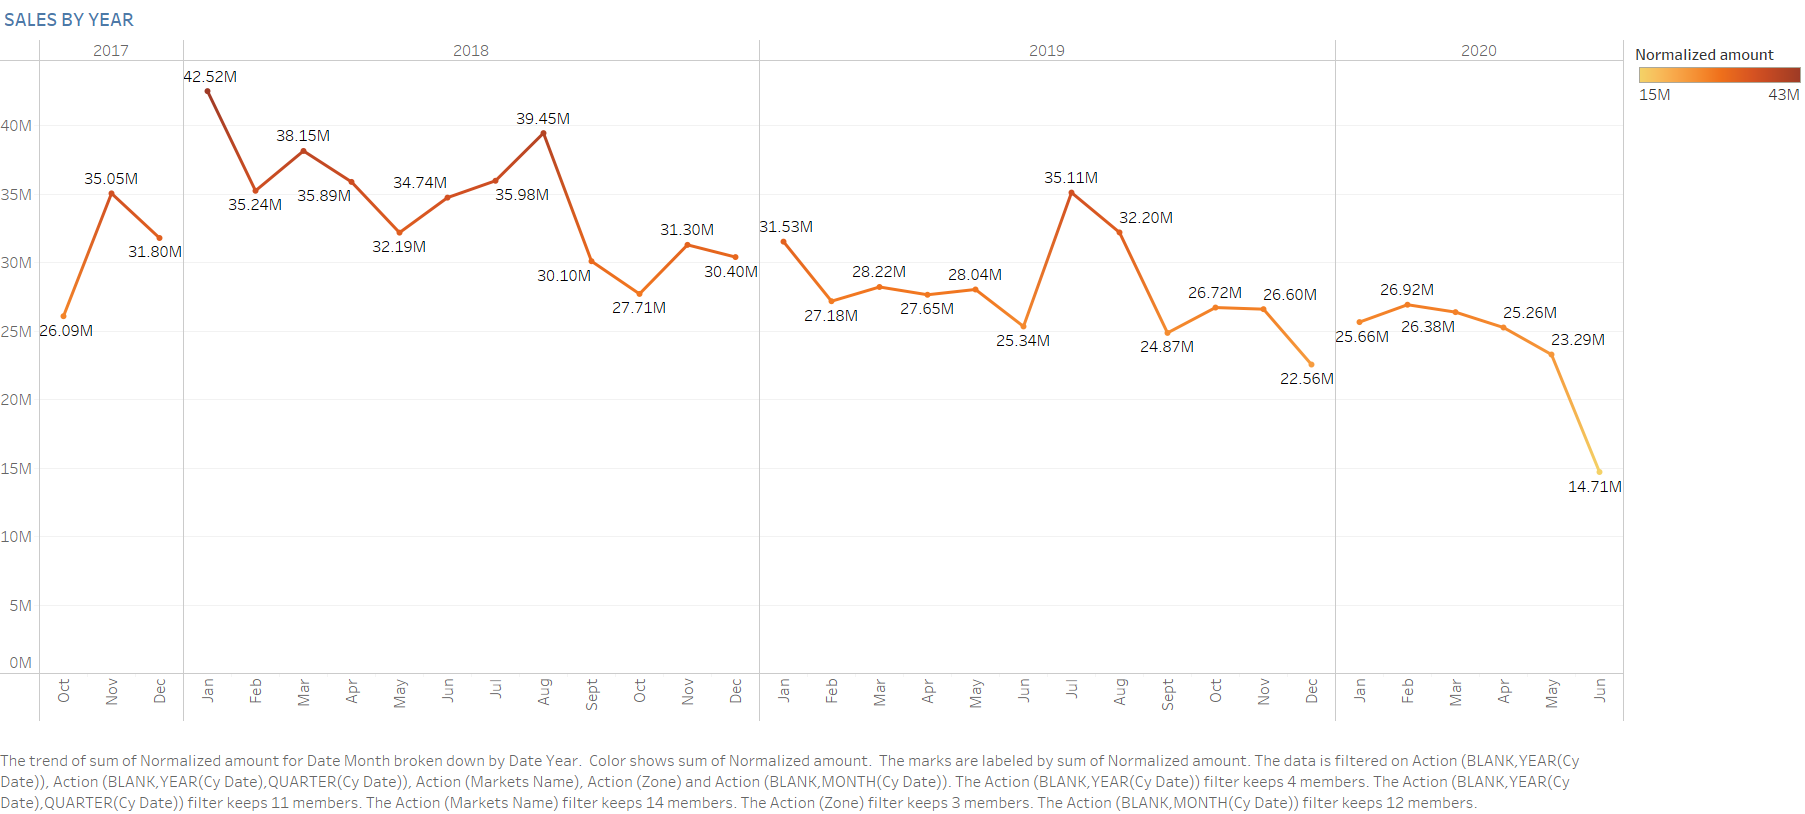 SALES BY YEAR
2017 2018 2019 2020
Normalized amount
15M 43M
42.52M
39.45M
40M
38.15M
35.05M
35.11M
34.74M
35.89M
35M
35.98M
35.24M
32.20M
31.53M
31.30M
32.19M
31.80M
30.40M
30.10M
30M
28.22M
28.04M
27.71M
27.65M
27.18M
26.72M
26.60M
26.92M
26.09M
25M
25.34M
24.87M
25.66M
26.38M
25.26M
23.29M
22.56M
20M
15M
14.71M
10M
5M
0M
Oct Nov Dec Jan Feb Mar Apr May Jun Jul Aug Sept Oct Nov Dec Jan Feb Mar Apr May Jun Jul Aug Sept Oct Nov Dec Jan Feb Mar Apr May Jun
The trend of sum of Normalized amount for Date Month broken down by Date Year.  Color shows sum of Normalized amount.  The marks are labeled by sum of Normalized amount. The data is filtered on Action (BLANK,YEAR(Cy
Date)), Action (BLANK,YEAR(Cy Date),QUARTER(Cy Date)), Action (Markets Name), Action (Zone) and Action (BLANK,MONTH(Cy Date)). The Action (BLANK,YEAR(Cy Date)) filter keeps 4 members. The Action (BLANK,YEAR(Cy
Date),QUARTER(Cy Date)) filter keeps 11 members. The Action (Markets Name) filter keeps 14 members. The Action (Zone) filter keeps 3 members. The Action (BLANK,MONTH(Cy Date)) filter keeps 12 members.